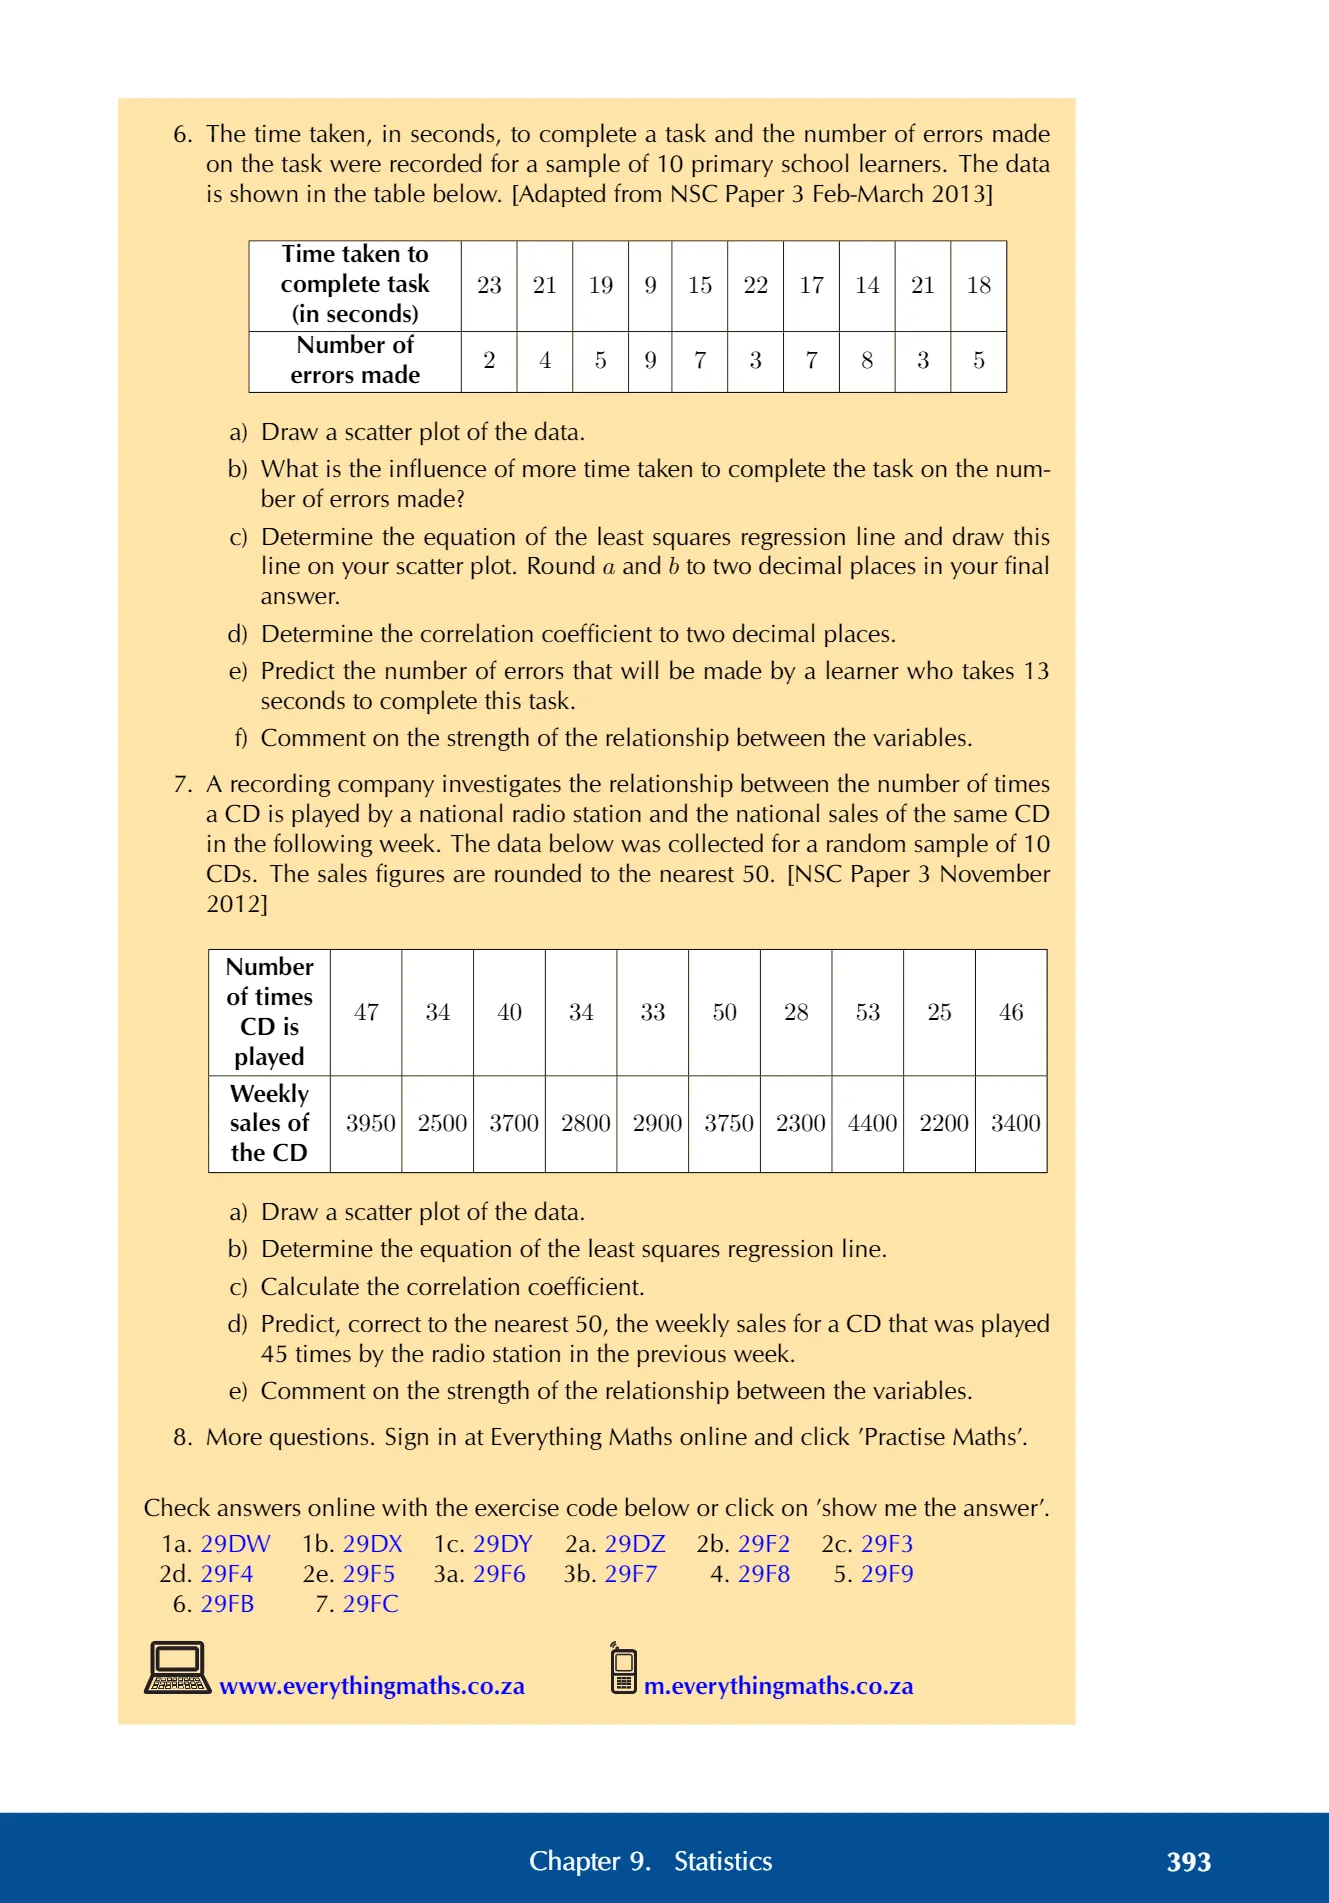 6. The time taken, in seconds, to complete a task and the number of errors made
on the task were recorded for a sample of 10 primary school learners. The data
is shown in the table below. [Adapted from NSC Paper 3 Feb-March 2013]
Time taken to
complete task
(in seconds)
23 21 19 9 15 22 17 14 21 18
Number of
errors made
2 4 5 9 7 3 7 8 3 5
a) Draw a scatter plot of the data.
b) What is the influence of more time taken to complete the task on the num-
ber of errors made?
c) Determine the equation of the least squares regression line and draw this
line on your scatter plot. Round a and b to two decimal places in your final
answer.
d) Determine the correlation coefficient to two decimal places.
e) Predict the number of errors that will be made by a learner who takes 13
seconds to complete this task.
f) Comment on the strength of the relationship between the variables.
7. A recording company investigates the relationship between the number of times
a CD is played by a national radio station and the national sales of the same CD
in the following week. The data below was collected for a random sample of 10
CDs. The sales figures are rounded to the nearest 50. [NSC Paper 3 November
2012]
Number
of times
CD is
played
47 34 40 34 33 50 28 53 25 46
Weekly
sales of
the CD
3950 2500 3700 2800 2900 3750 2300 4400 2200 3400
a) Draw a scatter plot of the data.
b) Determine the equation of the least squares regression line.
c) Calculate the correlation coefficient.
d) Predict, correct to the nearest 50, the weekly sales for a CD that was played
45 times by the radio station in the previous week.
e) Comment on the strength of the relationship between the variables.
8. More questions. Sign in at Everything Maths online and click 'Practise Maths'.
Check answers online with the exercise code below or click on 'show me the answer'.
1a. 29DW 1b. 29DX 1c. 29DY 2a. 29DZ 2b. 29F2 2c. 29F3
2d. 29F4 2e. 29F5 3a. 29F6 3b. 29F7 4. 29F8 5. 29F9
6. 29FB 7. 29FC
www.everythingmaths.co.za m.everythingmaths.co.za
Chapter 9. Statistics 393